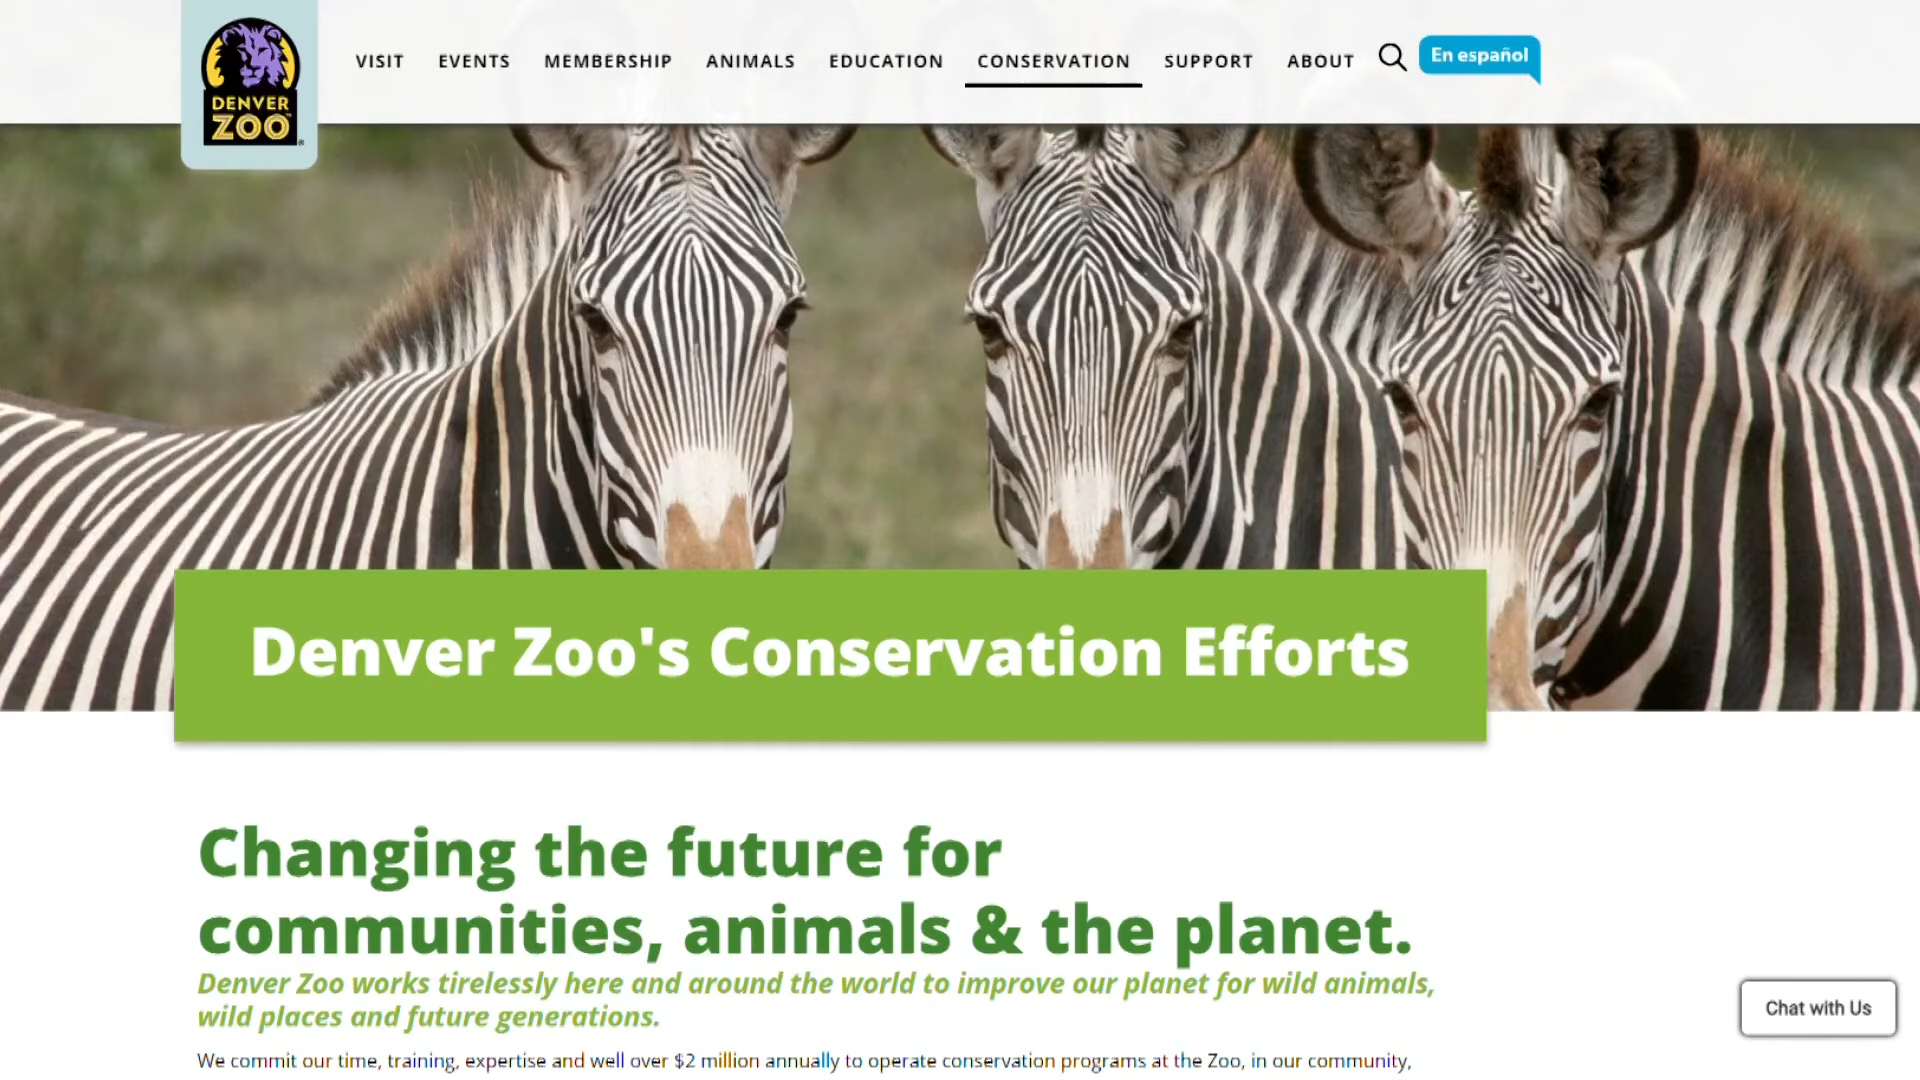 DENVER
ZOO
VISIT
EVENTS
MEMBERSHIP
ANIMALS
EDUCATION
CONSERVATION
SUPPORT
ABOUT
En español
Denver Zoo's Conservation Efforts
Changing the future for
communities, animals & the planet.
Denver Zoo works tirelessly here and around the world to improve our planet for wild animals,
wild places and future generations.
We commit our time, training, expertise and well over $2 million annually to operate conservation programs at the Zoo, in our community,
Chat with Us